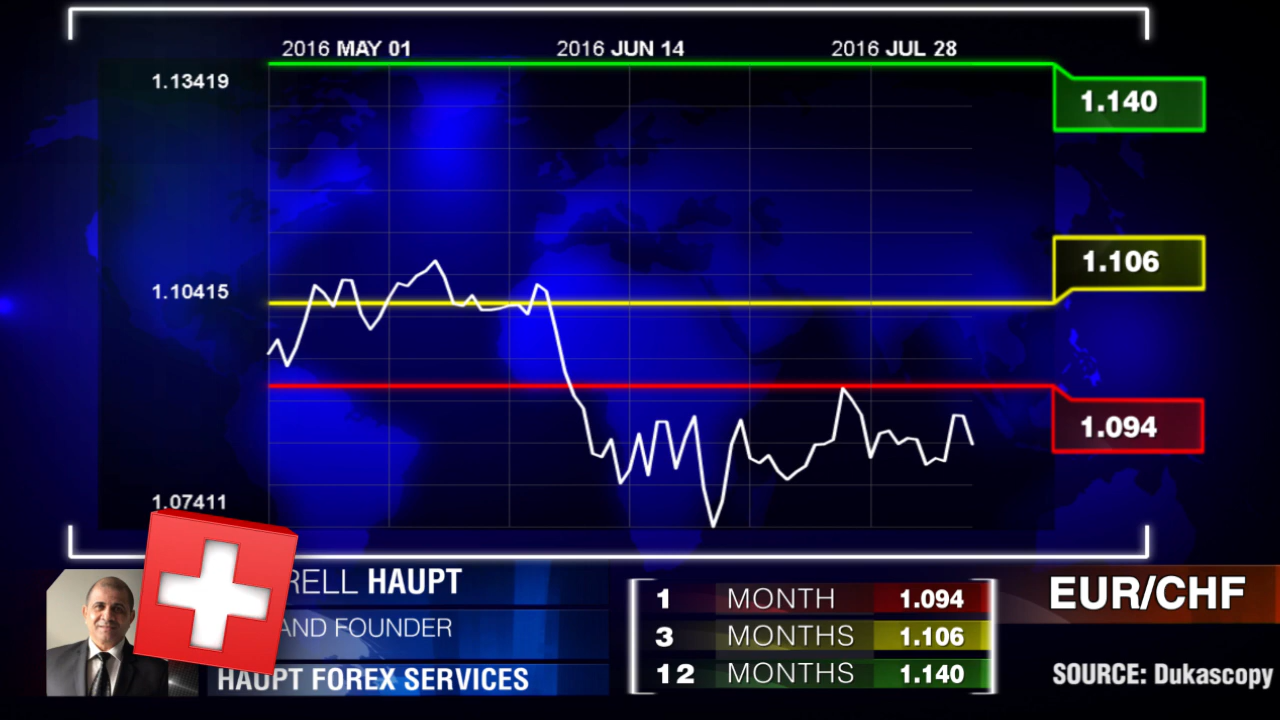 2016 MAY 01
2016 JUN 14
2016 JUL 28
1.13419
1.140
1.106
1.10415
1.094
1.07411
RELL HAUPT
AND FOUNDER
HAUPT FOREX SERVICES
1 MONTH 1.094
3 MONTHS 1.106
12 MONTHS 1.140
EUR/CHF
SOURCE: Dukascopy